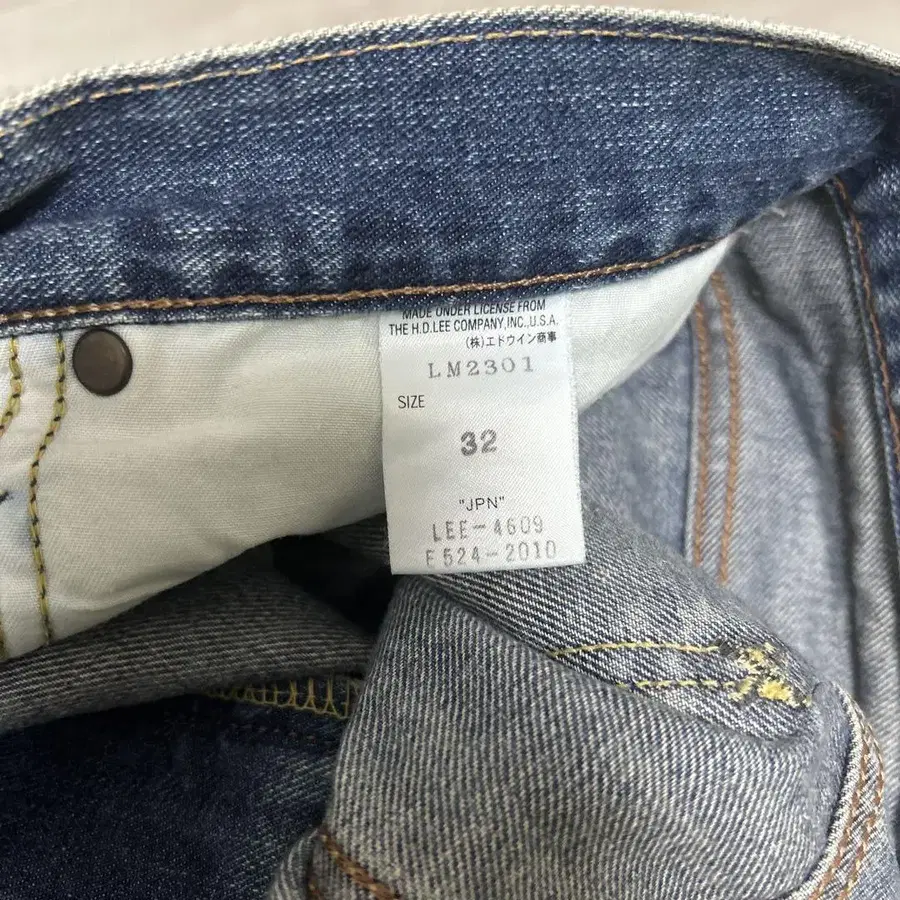 MADE UNDER LICENSE FROM
THE H.D.LEE COMPANY,INC.,U.S.A.
(株)エドウイン商事
LM2301
SIZE
32
"JPN"
LEE-4609
E524-2010